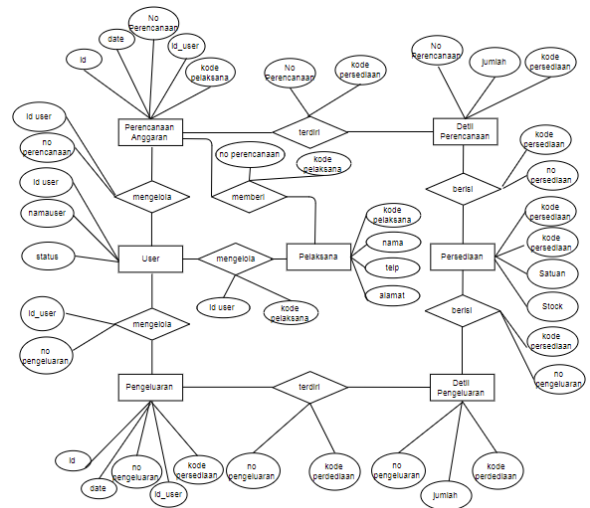 No
Perencanaan
date
id_user
id
kode
pelaksana
No
Perencanaan
kode
persediaan
No
Perencanaan
jumlah
kode
persediaan
Perencanaan
Anggaran
terdiri
Detil
Perencanaan
id user
no
perencanaan
no perencanaan
kode
pelaksana
kode
persediaan
no
persediaan
id user
mengelola
memberi
berisi
namauser
kode
pelaksana
kode
persediaan
nama
kode
persediaan
status
User
mengelola
Pelaksana
Persediaan
telp
Satuan
alamat
id user
kode
pelaksana
Stock
id_user
mengelola
berisi
kode
persediaan
no
pengeluaran
no
pengeluaran
Pengeluaran
terdiri
Detil
Pengeluaran
id
date
no
pengeluaran
id_user
kode
persediaan
no
pengeluaran
kode
perdediaan
no
pengeluaran
jumlah
kode
perdediaan